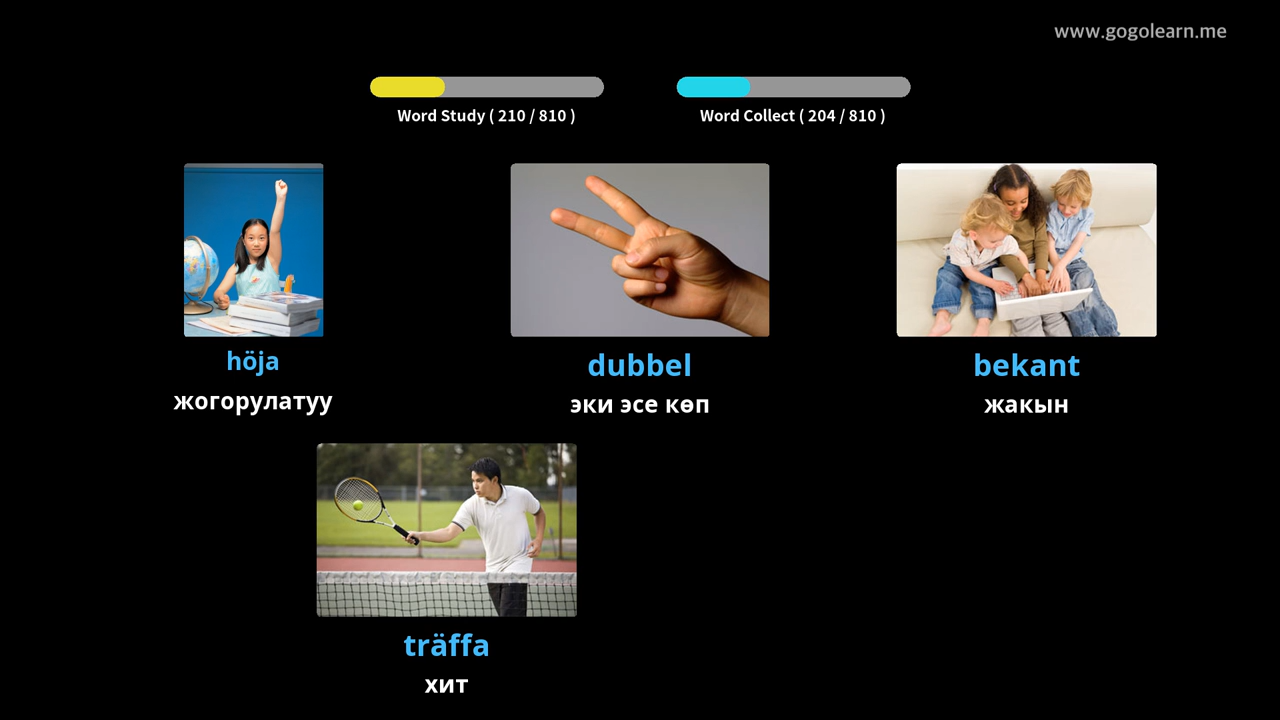 www.gogolearn.me
Word Study ( 210 / 810 )
Word Collect ( 204 / 810 )
höja
жогорулатуу
dubbel
эки эсе көп
bekant
жакын
träffa
хит